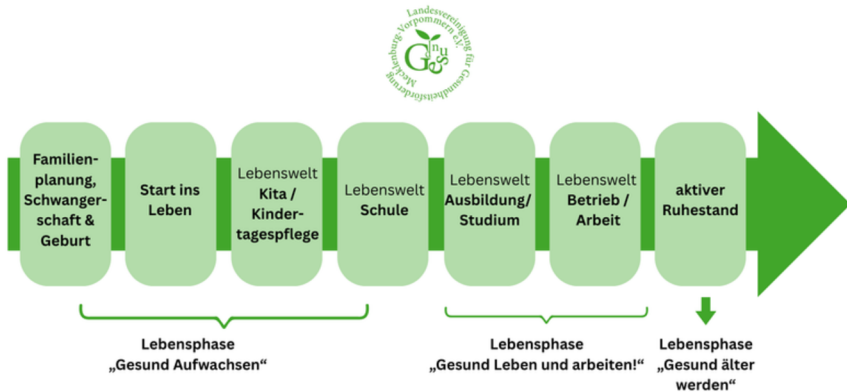 Landesvereinigung für Gesundheitsförderung
Mecklenburg-Vorpommern e.V.
Gesund
Familien-
planung,
Schwanger-
schaft &
Geburt
Start ins
Leben
Lebenswelt
Kita /
Kinder-
tagespflege
Lebenswelt
Schule
Lebenswelt
Ausbildung/
Studium
Lebenswelt
Betrieb /
Arbeit
aktiver
Ruhestand
Lebensphase
„Gesund Aufwachsen“
Lebensphase
„Gesund Leben und arbeiten!“
Lebensphase
„Gesund älter
werden“